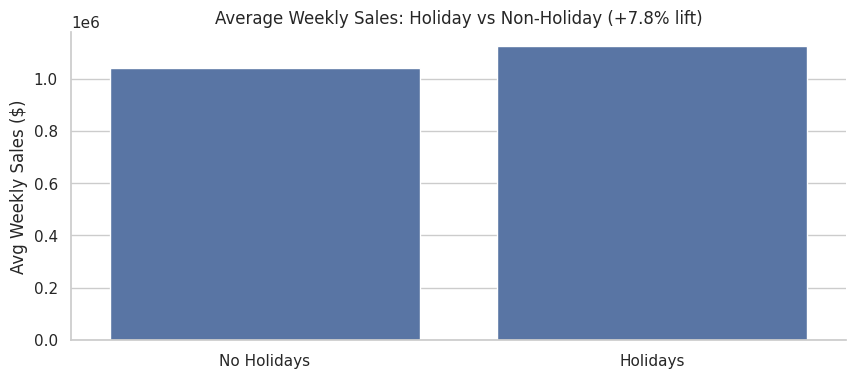 Average Weekly Sales: Holiday vs Non-Holiday (+7.8% lift)
1e6
Avg Weekly Sales ($)
1.0
0.8
0.6
0.4
0.2
0.0
No Holidays
Holidays